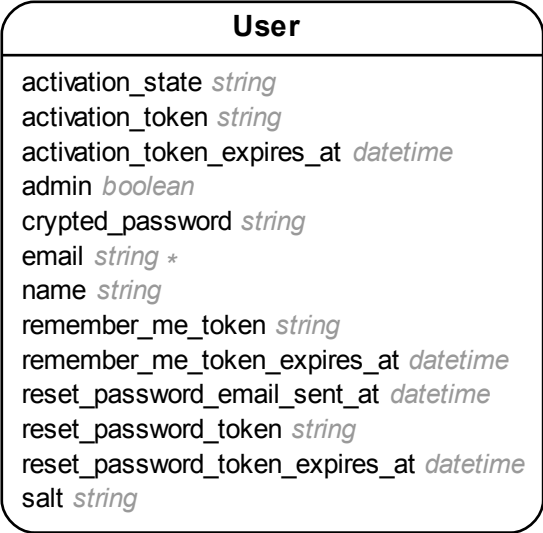 User
activation_state string
activation_token string
activation_token_expires_at datetime
admin boolean
crypted_password string
email string *
name string
remember_me_token string
remember_me_token_expires_at datetime
reset_password_email_sent_at datetime
reset_password_token string
reset_password_token_expires_at datetime
salt string